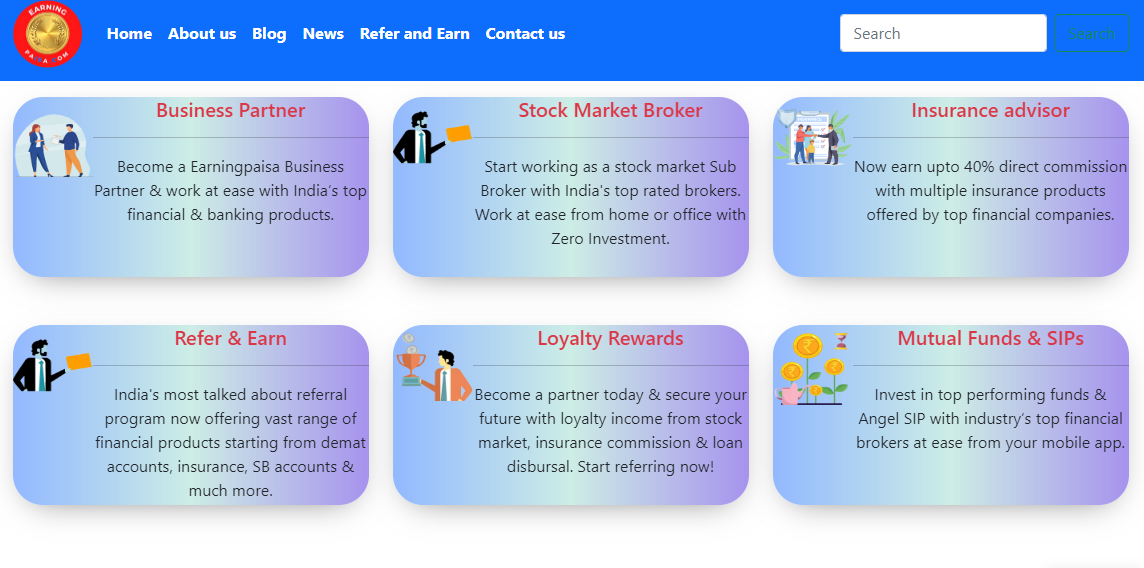 EARNING
PAISA.COM
Home About us Blog News Refer and Earn Contact us
Search Search
Business Partner
Become a Earningpaisa Business
Partner & work at ease with India's top
financial & banking products.
Stock Market Broker
Start working as a stock market Sub
Broker with India's top rated brokers.
Work at ease from home or office with
Zero Investment.
Insurance advisor
Now earn upto 40% direct commission
with multiple insurance products
offered by top financial companies.
Refer & Earn
India's most talked about referral
program now offering vast range of
financial products starting from demat
accounts, insurance, SB accounts &
much more.
Loyalty Rewards
Become a partner today & secure your
future with loyalty income from stock
market, insurance commission & loan
disbursal. Start referring now!
Mutual Funds & SIPs
Invest in top performing funds &
Angel SIP with industry's top financial
brokers at ease from your mobile app.